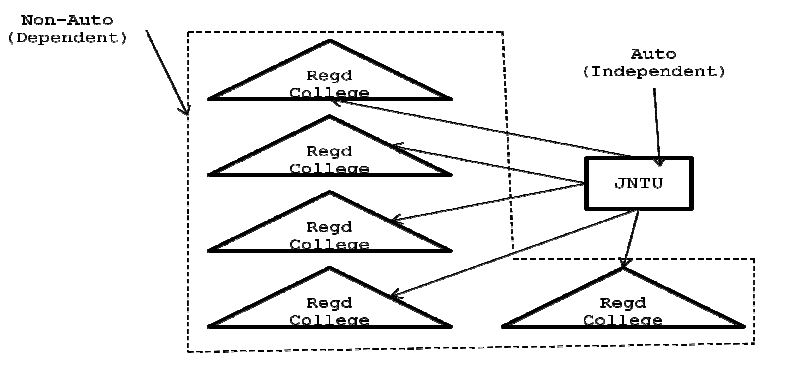 Non-Auto
(Dependent)
Auto
(Independent)
Regd
College
Regd
College
JNTU
Regd
College
Regd
College
Regd
College